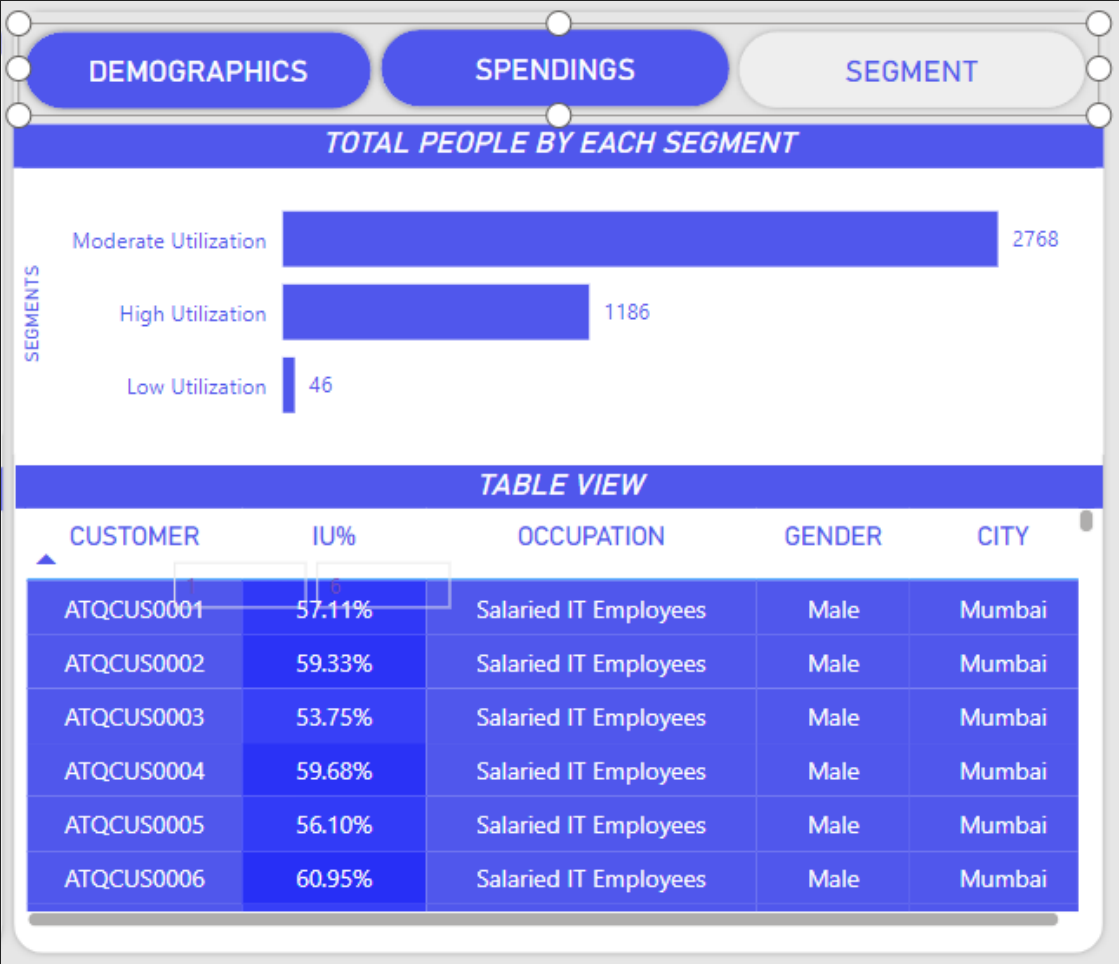 DEMOGRAPHICS SPENDINGS SEGMENT
TOTAL PEOPLE BY EACH SEGMENT
SEGMENTS
Moderate Utilization 2768
High Utilization 1186
Low Utilization 46
TABLE VIEW
CUSTOMER IU% OCCUPATION GENDER CITY
1 6
ATQCUS0001 57.11% Salaried IT Employees Male Mumbai
ATQCUS0002 59.33% Salaried IT Employees Male Mumbai
ATQCUS0003 53.75% Salaried IT Employees Male Mumbai
ATQCUS0004 59.68% Salaried IT Employees Male Mumbai
ATQCUS0005 56.10% Salaried IT Employees Male Mumbai
ATQCUS0006 60.95% Salaried IT Employees Male Mumbai